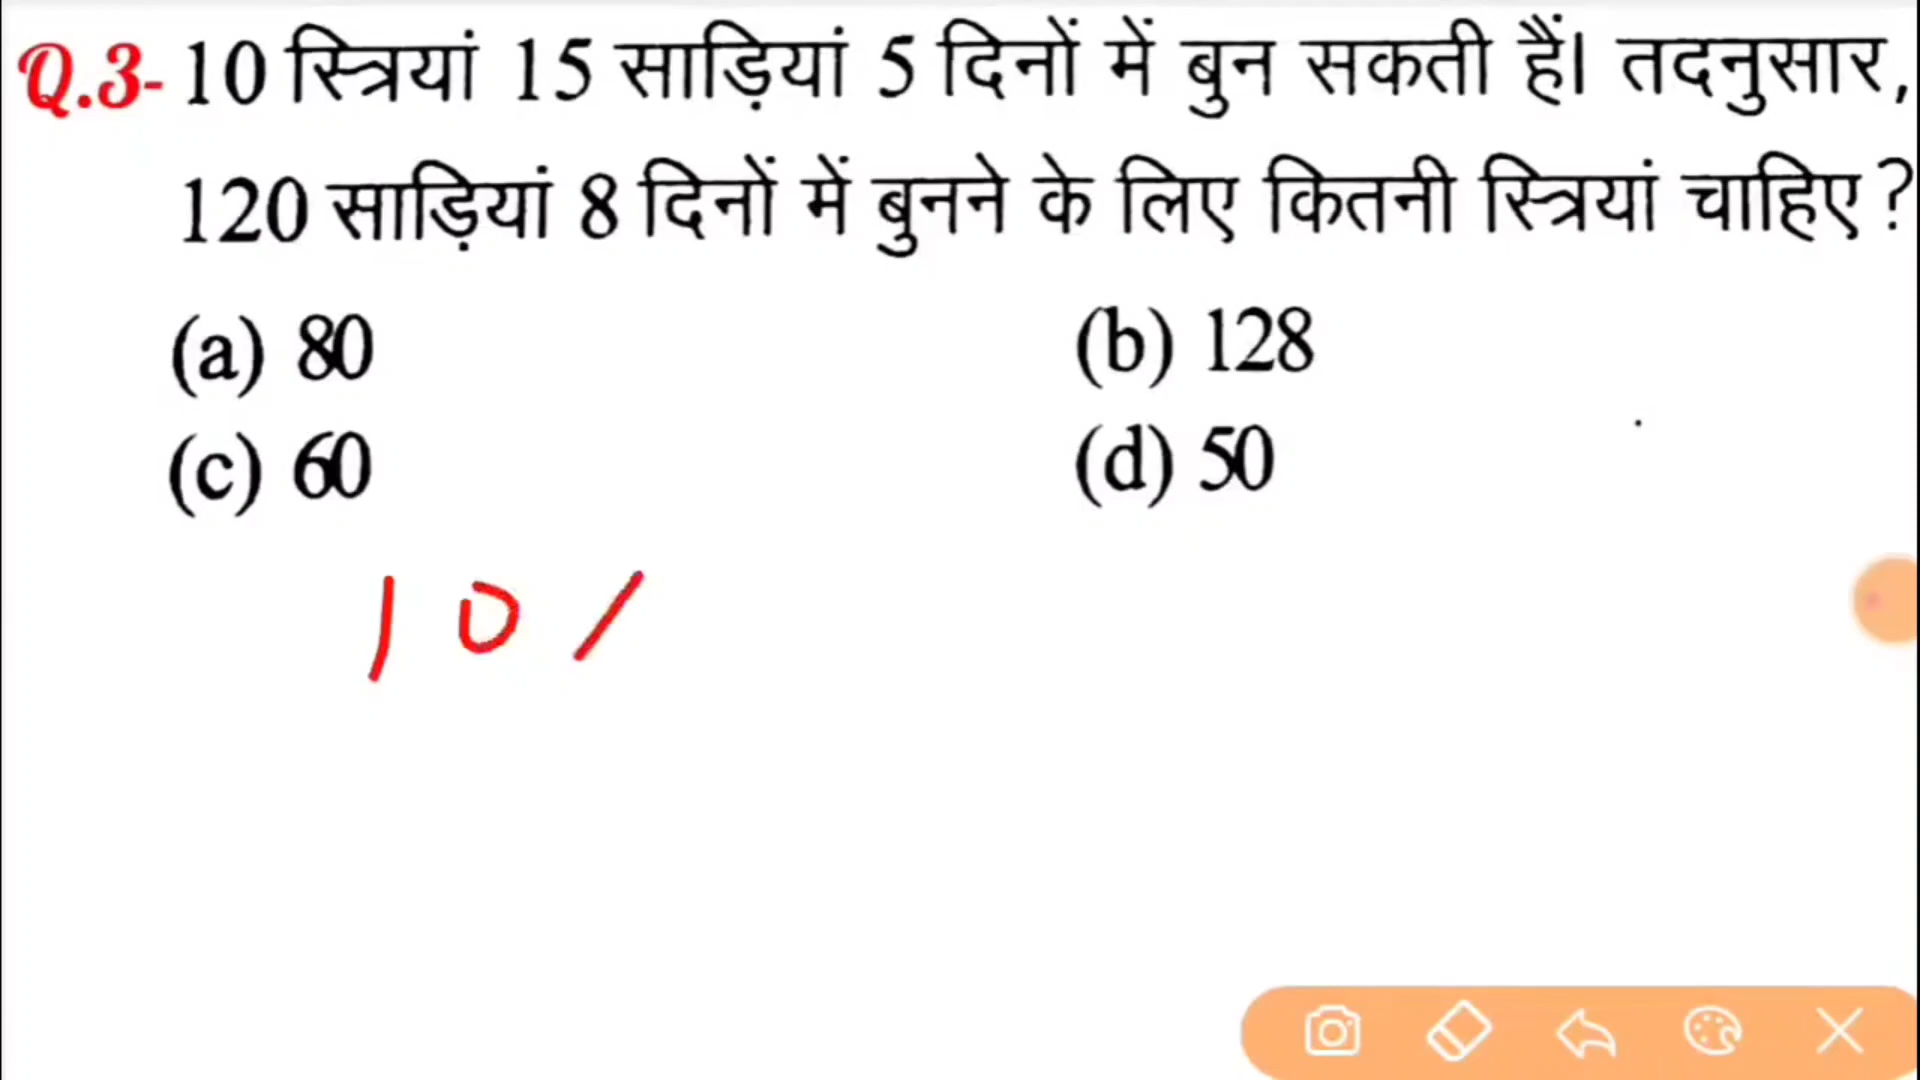 Q.3- 10 स्त्रियां 15 साड़ियां 5 दिनों में बुन सकती हैं। तदनुसार,
120 साड़ियां 8 दिनों में बुनने के लिए कितनी स्त्रियां चाहिए?
(a) 80 (b) 128
(c) 60 (d) 50
10 /